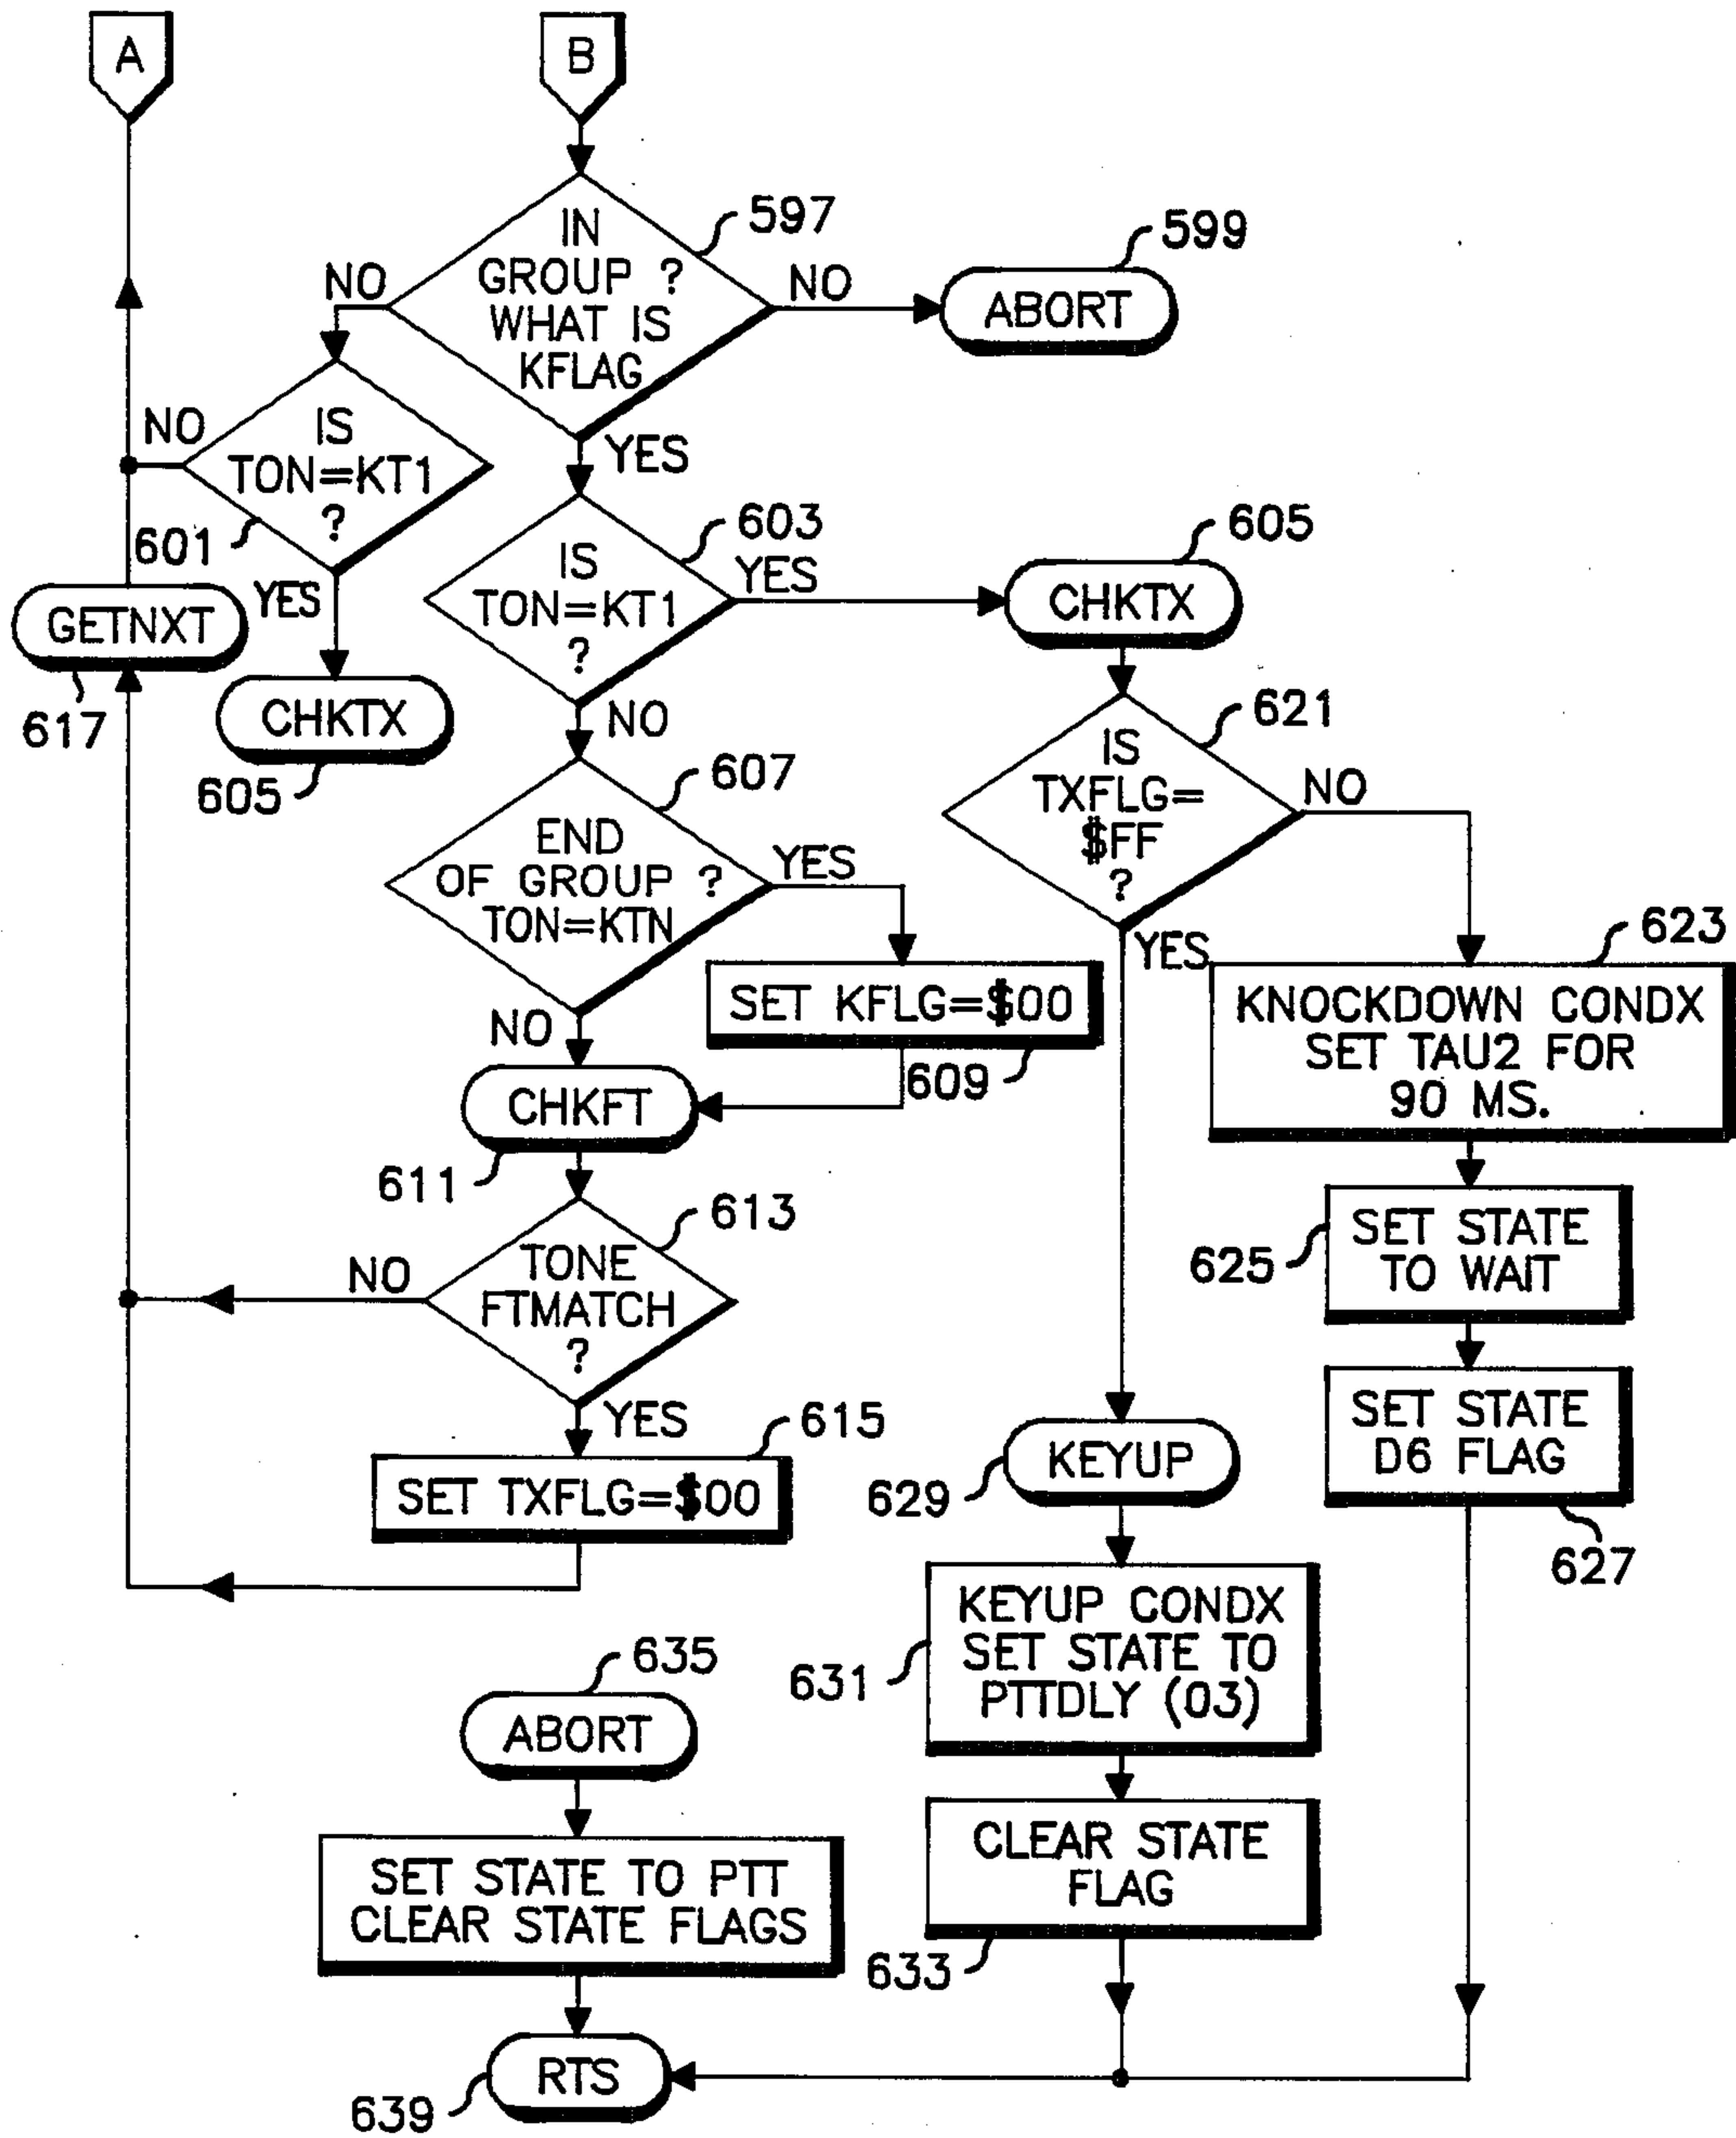 A
B
IN
GROUP ?
WHAT IS
KFLAG
597
NO
NO
599
ABORT
YES
IS
TON=KT1
?
NO
601
YES
GETNXT
617
CHKTX
605
IS
TON=KT1
?
603
YES
NO
605
CHKTX
END
OF GROUP ?
TON=KTN
607
YES
NO
SET KFLG=$00
609
IS
TXFLG=
$FF
?
621
NO
YES
KNOCKDOWN CONDX
SET TAU2 FOR
90 MS.
623
CHKFT
611
TONE
FTMATCH
?
613
NO
YES
SET TXFLG=$00
615
SET STATE
TO WAIT
625
SET STATE
D6 FLAG
627
KEYUP
629
KEYUP CONDX
SET STATE TO
PTTDLY (03)
631
CLEAR STATE
FLAG
633
635
ABORT
SET STATE TO PTT
CLEAR STATE FLAGS
RTS
639